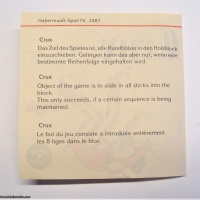 Habermaaß-Spiel Nr. 2482
Crux
Das Ziel des Spieles ist, alle Rundhölzer in den Holzblock
einzuschieben. Gelingen kann dies aber nur, wenn eine
bestimmte Reihenfolge eingehalten wird.
Crux
Object of the game is to slide in all sticks into the
block.
This only succeeds, if a certain sequence is being
maintained.
Crux
Le but du jeu consiste à introduire entièrement
les 8 tiges dans le bloc.